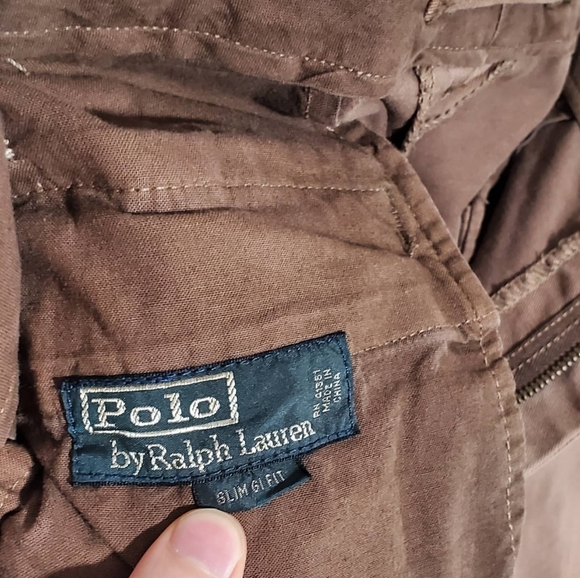 Polo
by Ralph Lauren
RN 41381
MADE IN
CHINA
SLIM GI FIT